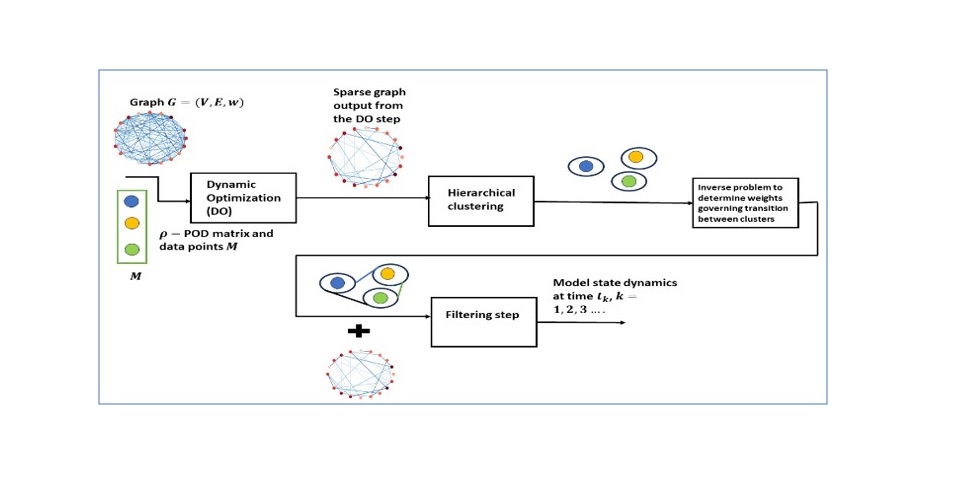 Graph G = (V, E, w)
Sparse graph
output from
the DO step
Dynamic
Optimization
(DO)
Hierarchical
clustering
Inverse problem to
determine weights
governing transition
between clusters
ρ − POD matrix and
data points M
M
Filtering step
Model state dynamics
at time t_k, k =
1, 2, 3 ....